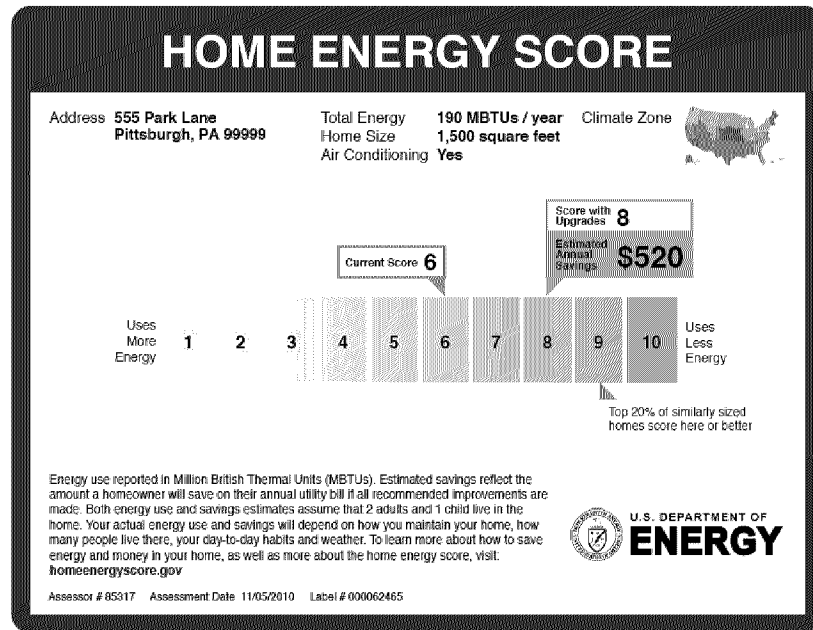 HOME ENERGY SCORE
Address 555 Park Lane
Pittsburgh, PA 99999
Total Energy 190 MBTUs / year
Home Size 1,500 square feet
Air Conditioning Yes
Climate Zone
Score with
Upgrades 8
Estimated
Annual
Savings $520
Current Score 6
Uses
More
Energy
1 2 3 4 5 6 7 8 9 10
Uses
Less
Energy
Top 20% of similarly sized
homes score here or better
Energy use reported in Million British Thermal Units (MBTUs). Estimated savings reflect the
amount a homeowner will save on their annual utility bill if all recommended improvements are
made. Both energy use and savings estimates assume that 2 adults and 1 child live in the
home. Your actual energy use and savings will depend on how you maintain your home, how
many people live there, your day-to-day habits and weather. To learn more about how to save
energy and money in your home, as well as more about the home energy score, visit:
homeenergyscore.gov
U.S. DEPARTMENT OF
ENERGY
Assessor # 85317 Assessment Date 11/05/2010 Label # 000062465